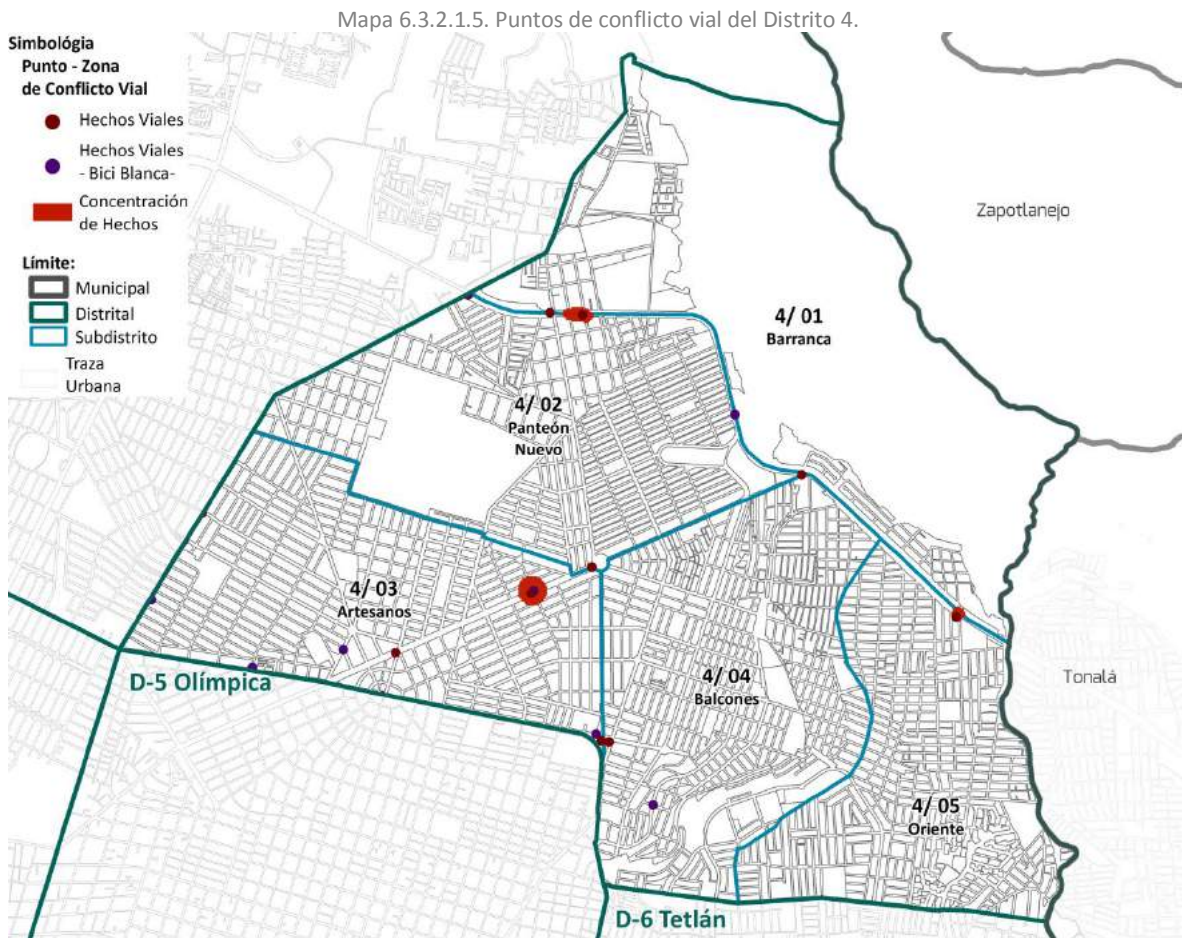 Mapa 6.3.2.1.5. Puntos de conflicto vial del Distrito 4.
Simbológia
Punto - Zona
de Conflicto Vial
Hechos Viales
Hechos Viales
- Bici Blanca-
Concentración
de Hechos
Límite:
Municipal
Distrital
Subdistrito
Traza
Urbana
Zapotlanejo
4/ 01
Barranca
4/ 02
Panteón
Nuevo
4/ 03
Artesanos
D-5 Olímpica
4/ 04
Balcones
Tonalá
4/ 05
Oriente
D-6 Tetlán